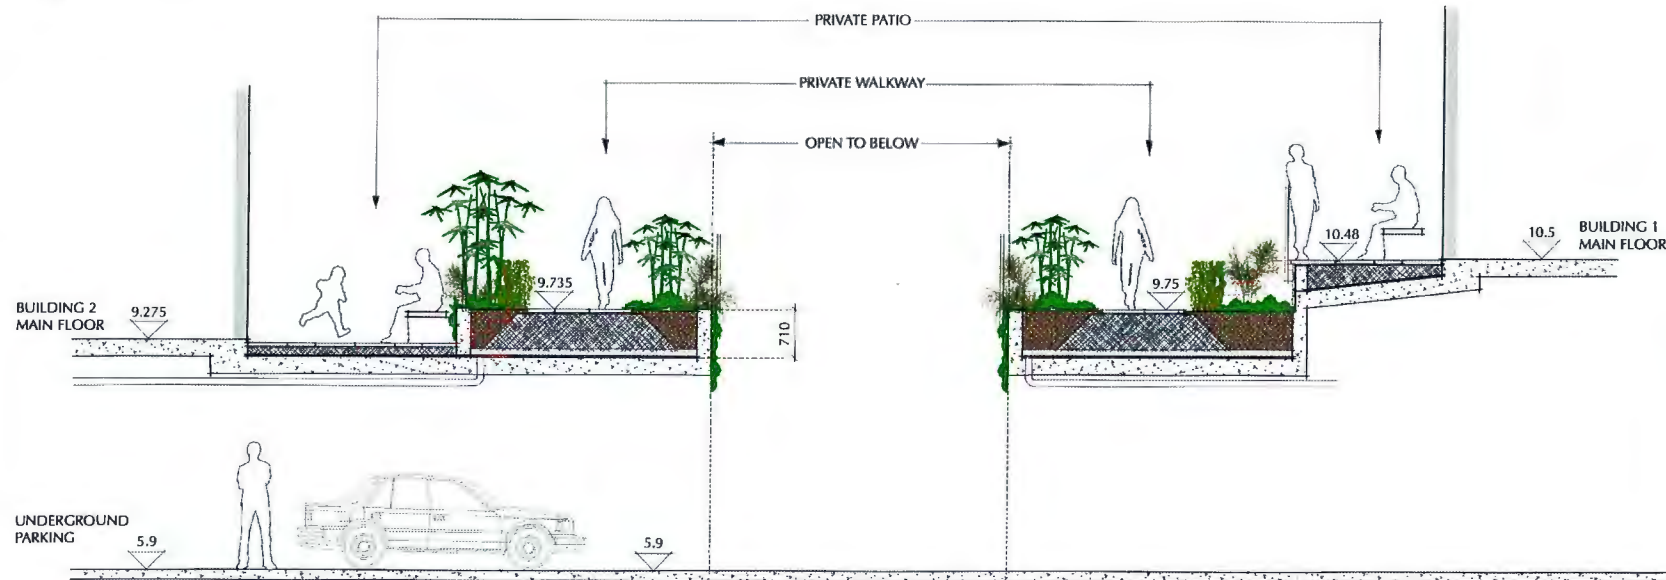 PRIVATE PATIO
PRIVATE WALKWAY
OPEN TO BELOW
10.48
10.5
BUILDING 1
MAIN FLOOR
9.735
9.75
BUILDING 2
MAIN FLOOR
9.275
710
UNDERGROUND
PARKING
5.9
5.9